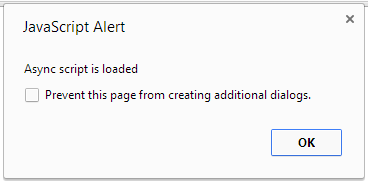 JavaScript Alert
Async script is loaded
Prevent this page from creating additional dialogs.
OK